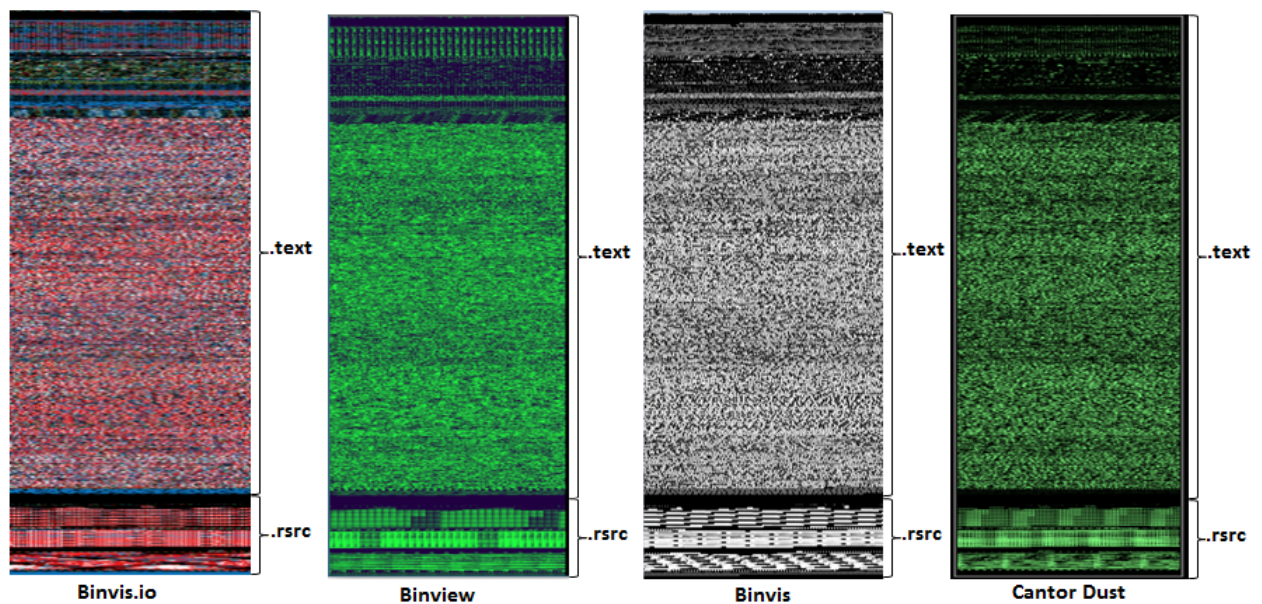 .text
.text
.text
.text
.rsrc
.rsrc
.rsrc
.rsrc
Binvis.io
Binview
Binvis
Cantor Dust